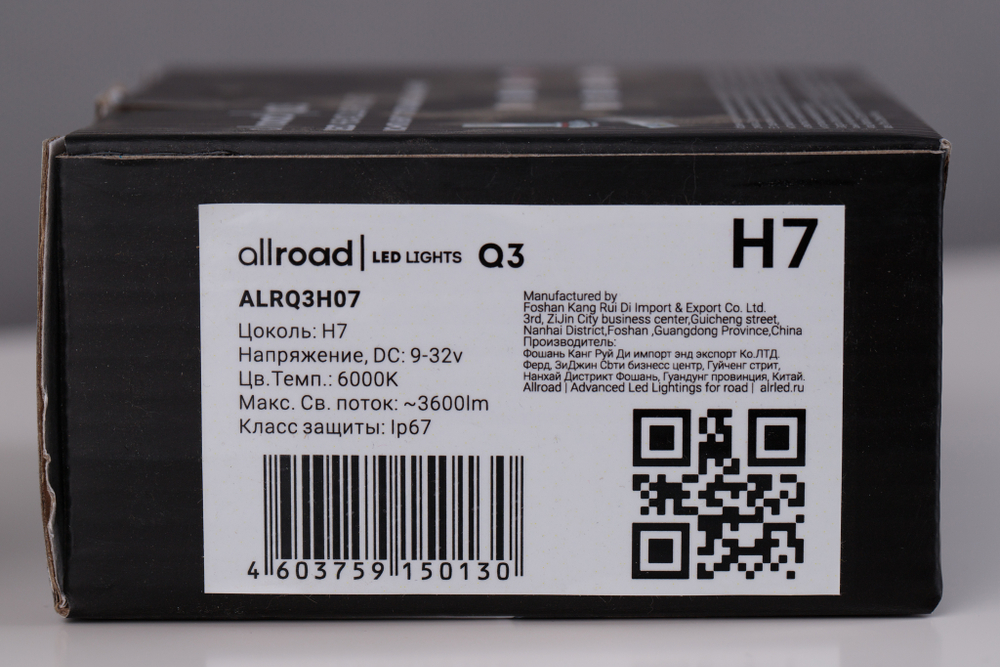 allroad | LED LIGHTS Q3
H7
ALRQ3H07
Цоколь: H7
Напряжение, DC: 9-32v
Цв.Темп.: 6000K
Макс. Св. поток: ~3600lm
Класс защиты: Ip67
Manufactured by
Foshan Kang Rui Di Import & Export Co. Ltd.
3rd, ZiJin City business center,Guicheng street,
Nanhai District,Foshan ,Guangdong Province,China
Производитель:
Фошань Канг Руй Ди импорт энд экспорт Ко.ЛТД.
Ферд, ЗиДжин Сити бизнесс центр, Гуйченг стрит,
Нанхай Дистрикт Фошань, Гуандунг провинция, Китай.
Allroad | Advanced Led Lightings for road | alrled.ru
4 603759 150130